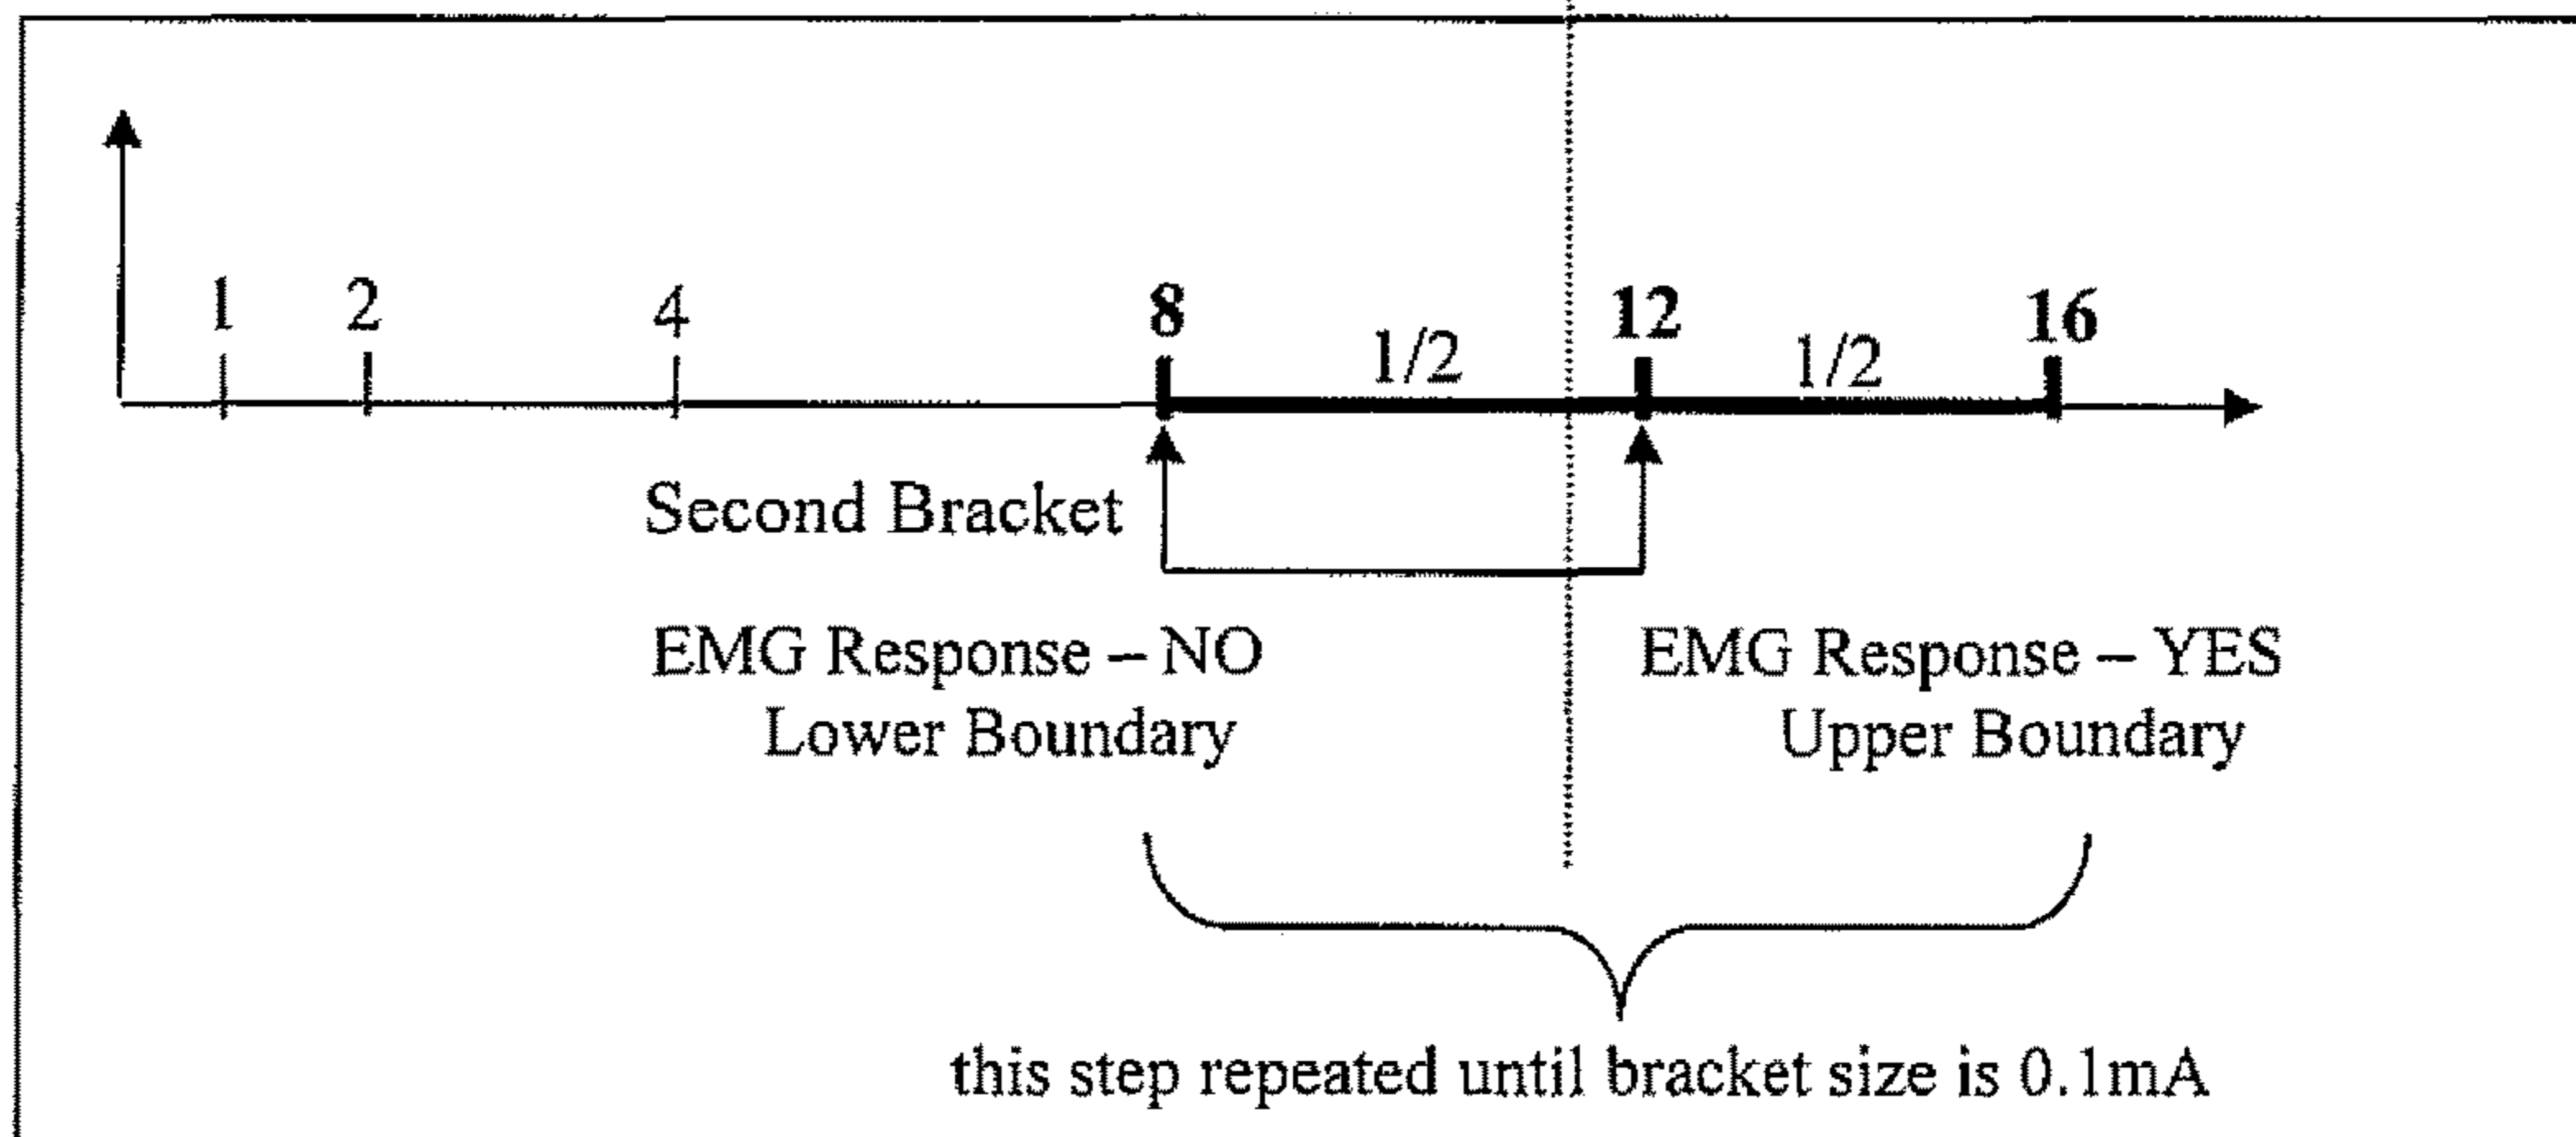 1 2 4 8 12 16
1/2 1/2
Second Bracket
EMG Response – NO
Lower Boundary
EMG Response – YES
Upper Boundary
this step repeated until bracket size is 0.1mA